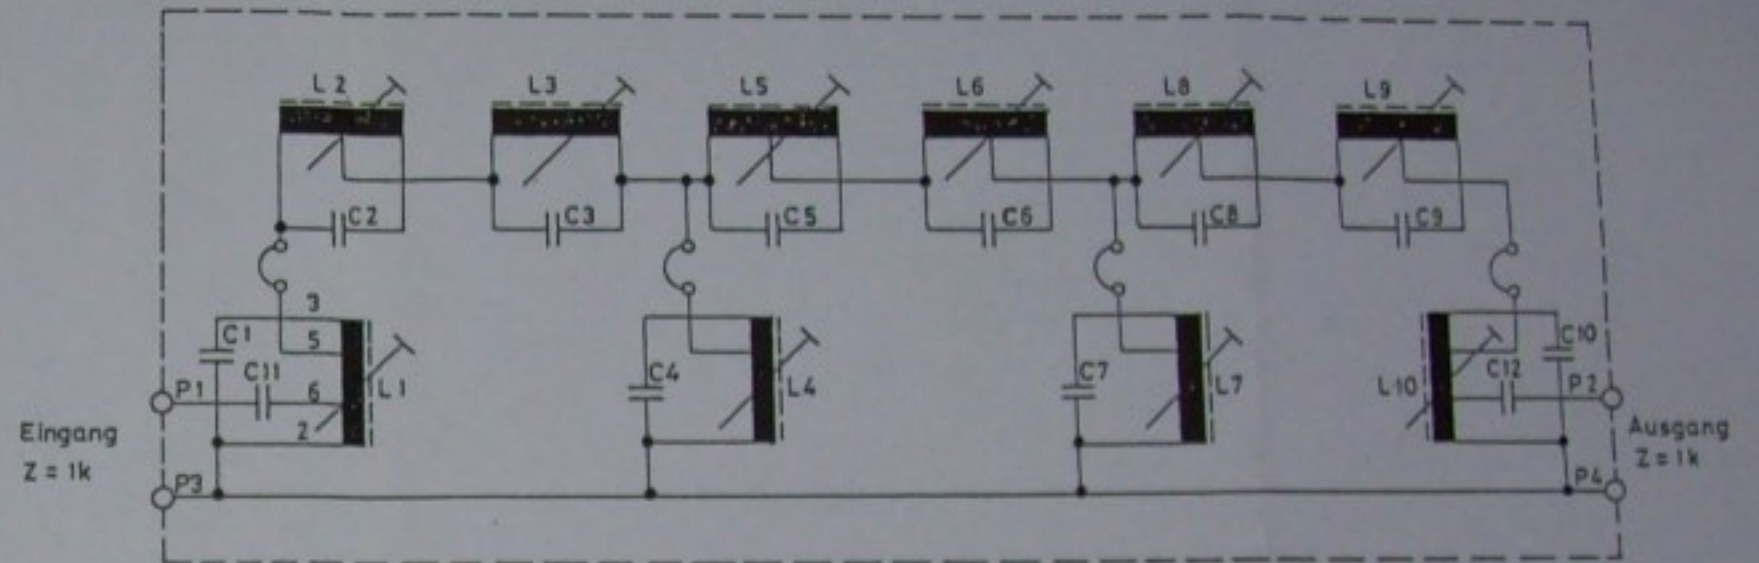 L2
L3
L5
L6
L8
L9
C2
C3
C5
C6
C8
C9
3
C1
5
C11
6
L1
2
P1
Eingang
Z = 1k
P3
C4
L4
C7
L7
C10
C12
L10
P2
Ausgang
Z = 1k
P4